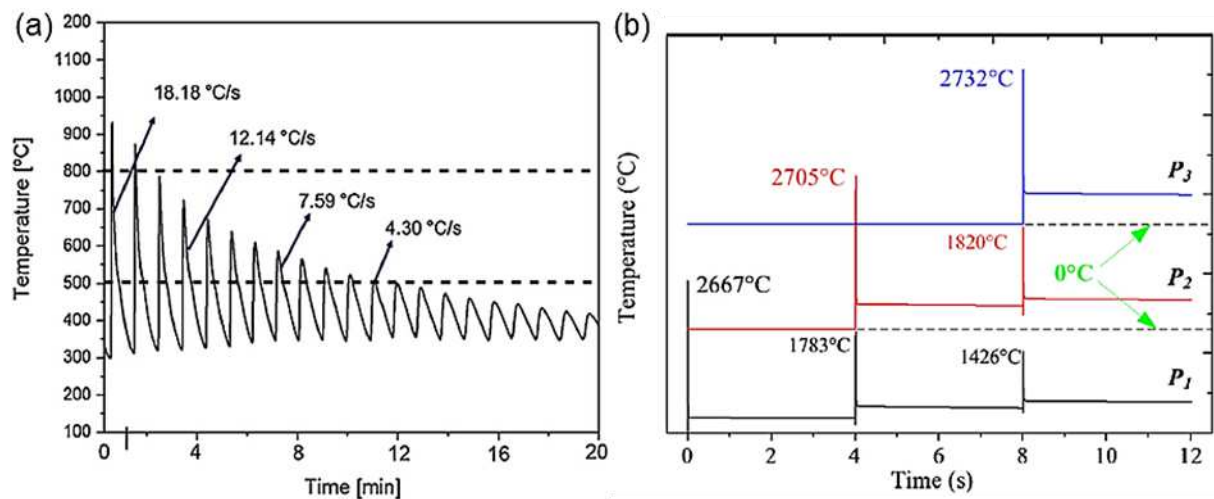 (a)
Temperature [°C]
1200
1100
1000
900
800
700
600
500
400
300
200
100
18.18 °C/s
12.14 °C/s
7.59 °C/s
4.30 °C/s
4
8
12
16
20
Time [min]
(b)
Temperature (°C)
2732°C
P3
2705°C
1820°C
0°C
P2
2667°C
1783°C
1426°C
P1
0
2
4
6
8
10
12
Time (s)